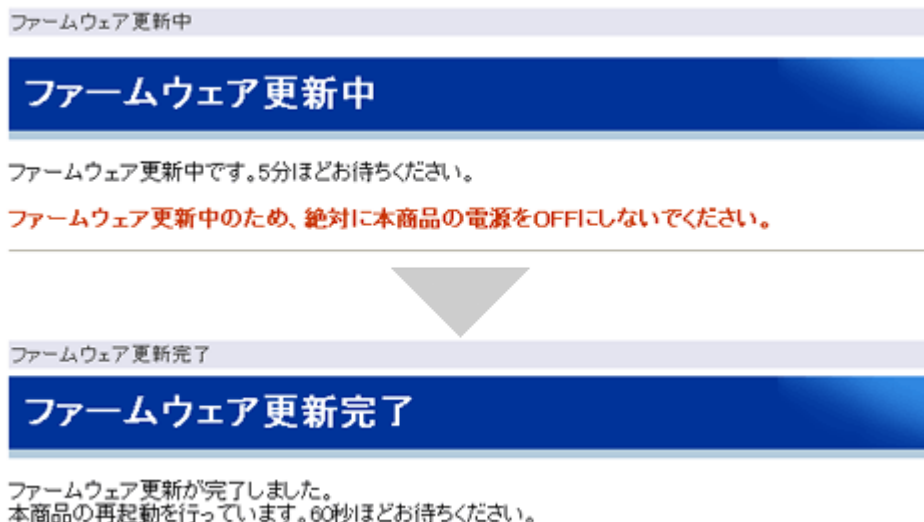 ファームウェア更新中
ファームウェア更新中
ファームウェア更新中です。5分ほどお待ちください。
ファームウェア更新中のため、絶対に本商品の電源をOFFにしないでください。
ファームウェア更新完了
ファームウェア更新完了
ファームウェア更新が完了しました。
本商品の再起動を行っています。60秒ほどお待ちください。